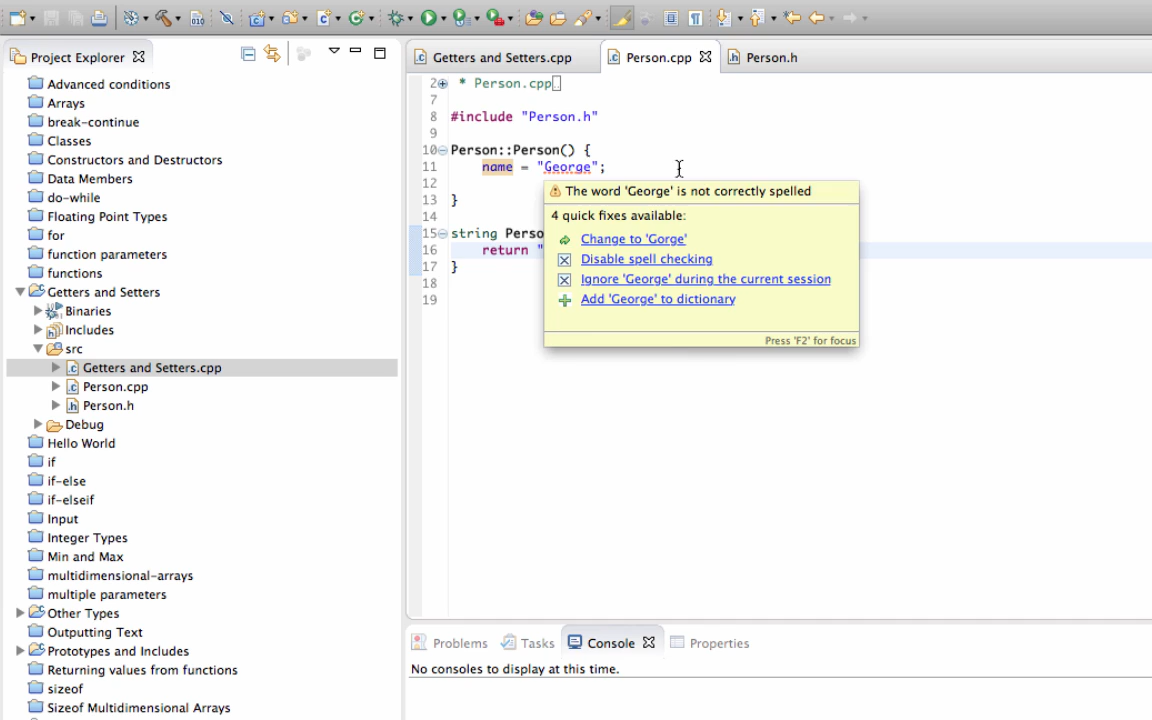 Project Explorer
Advanced conditions
Arrays
break-continue
Classes
Constructors and Destructors
Data Members
do-while
Floating Point Types
for
function parameters
functions
Getters and Setters
Binaries
Includes
src
Getters and Setters.cpp
Person.cpp
Person.h
Debug
Hello World
if
if-else
if-elseif
Input
Integer Types
Min and Max
multidimensional-arrays
multiple parameters
Other Types
Outputting Text
Prototypes and Includes
Returning values from functions
sizeof
Sizeof Multidimensional Arrays
Getters and Setters.cpp Person.cpp Person.h
2 * Person.cpp
7
8 #include "Person.h"
9
10 Person::Person() {
11 name = "George";
12
13 }
14
15 string Perso
16 return "
17 }
18
19
The word 'George' is not correctly spelled
4 quick fixes available:
Change to 'Gorge'
Disable spell checking
Ignore 'George' during the current session
Add 'George' to dictionary
Press 'F2' for focus
Problems Tasks Console Properties
No consoles to display at this time.